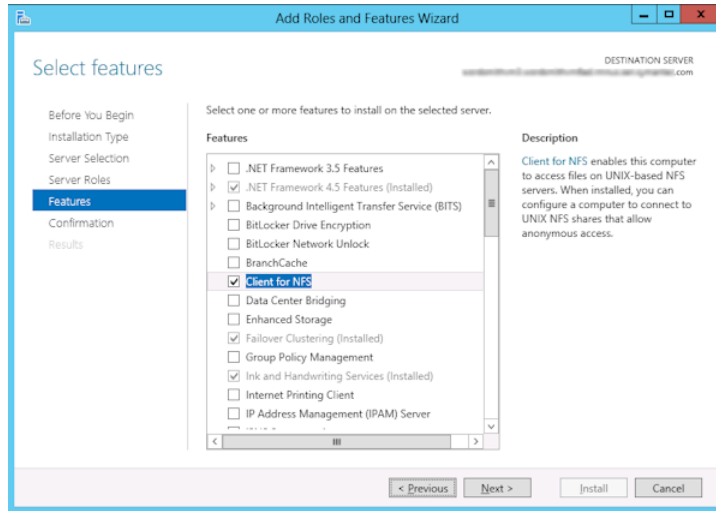 Add Roles and Features Wizard
Select features
DESTINATION SERVER
.com
Before You Begin
Installation Type
Server Selection
Server Roles
Features
Confirmation
Results
Select one or more features to install on the selected server.
Features
.NET Framework 3.5 Features
.NET Framework 4.5 Features (Installed)
Background Intelligent Transfer Service (BITS)
BitLocker Drive Encryption
BitLocker Network Unlock
BranchCache
Client for NFS
Data Center Bridging
Enhanced Storage
Failover Clustering (Installed)
Group Policy Management
Ink and Handwriting Services (Installed)
Internet Printing Client
IP Address Management (IPAM) Server
Description
Client for NFS enables this computer
to access files on UNIX-based NFS
servers. When installed, you can
configure a computer to connect to
UNIX NFS shares that allow
anonymous access.
< Previous
Next >
Install
Cancel